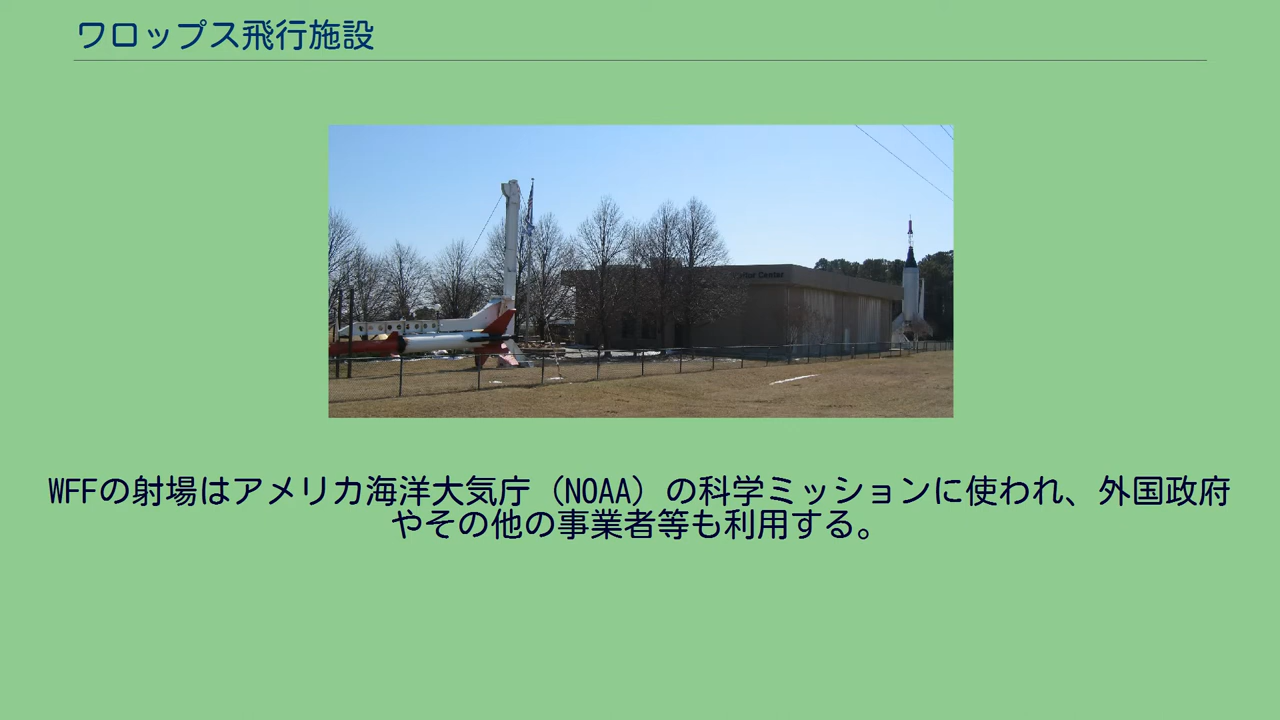 ワロップス飛行施設
Center
WFFの射場はアメリカ海洋大気庁（NOAA）の科学ミッションに使われ、外国政府
やその他の事業者等も利用する。